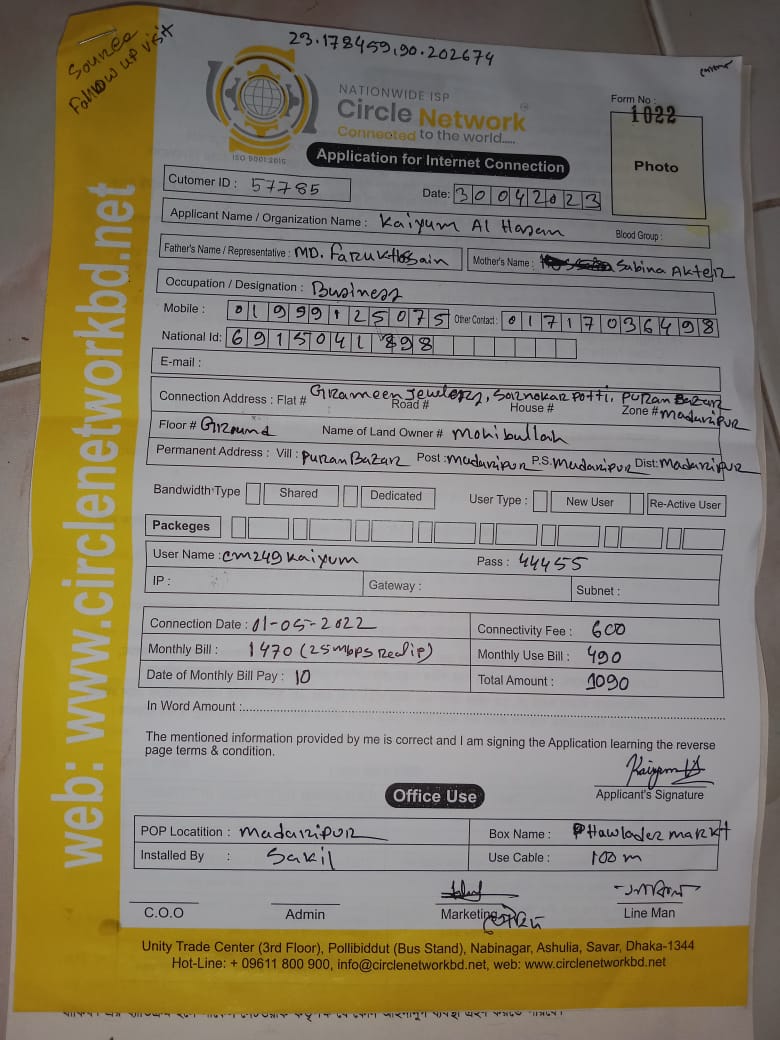 Source
Follow up visit
23.178459,90.202674
NATIONWIDE ISP
Circle Network
Connected to the world.....
ISO 9001:2015
Form No :
1022
Photo
Application for Internet Connection
Cutomer ID : 57785
Date: 30042023
Applicant Name / Organization Name : Kaiyum Al Hasan Blood Group :
Father's Name / Representative : MD. Faruk Hossain Mother's Name : Sabina Akter
Occupation / Designation : Business
Mobile : 01999125075 Other Contact : 01717036498
National Id: 6915041898
E-mail :
Connection Address : Flat # Grameen Jewelers, Sarnokar Potti, Puran Bazar
Road # House # Zone # Madaripur
Floor # Ground Name of Land Owner # Mohibullah
Permanent Address : Vill : Puran Bazar Post : Madaripur P.S. Madaripur Dist: Madaripur
Bandwidth Type Shared Dedicated User Type : New User Re-Active User
Packeges
User Name : cm249kaiyum Pass : 44455
IP : Gateway : Subnet :
Connection Date : 01-05-2022 Connectivity Fee : 600
Monthly Bill : 1470 (25mbps Realip) Monthly Use Bill : 490
Date of Monthly Bill Pay : 10 Total Amount : 1090
In Word Amount :
The mentioned information provided by me is correct and I am signing the Application learning the reverse
page terms & condition.
Applicant's Signature
Office Use
POP Locatition : Madaripur Box Name : Hawlader markt
Installed By : Sakil Use Cable : 100 m
C.O.O Admin Marketing Line Man
Unity Trade Center (3rd Floor), Pollibiddut (Bus Stand), Nabinagar, Ashulia, Savar, Dhaka-1344
Hot-Line: + 09611 800 900, info@circlenetworkbd.net, web: www.circlenetworkbd.net
web: www.circlenetworkbd.net